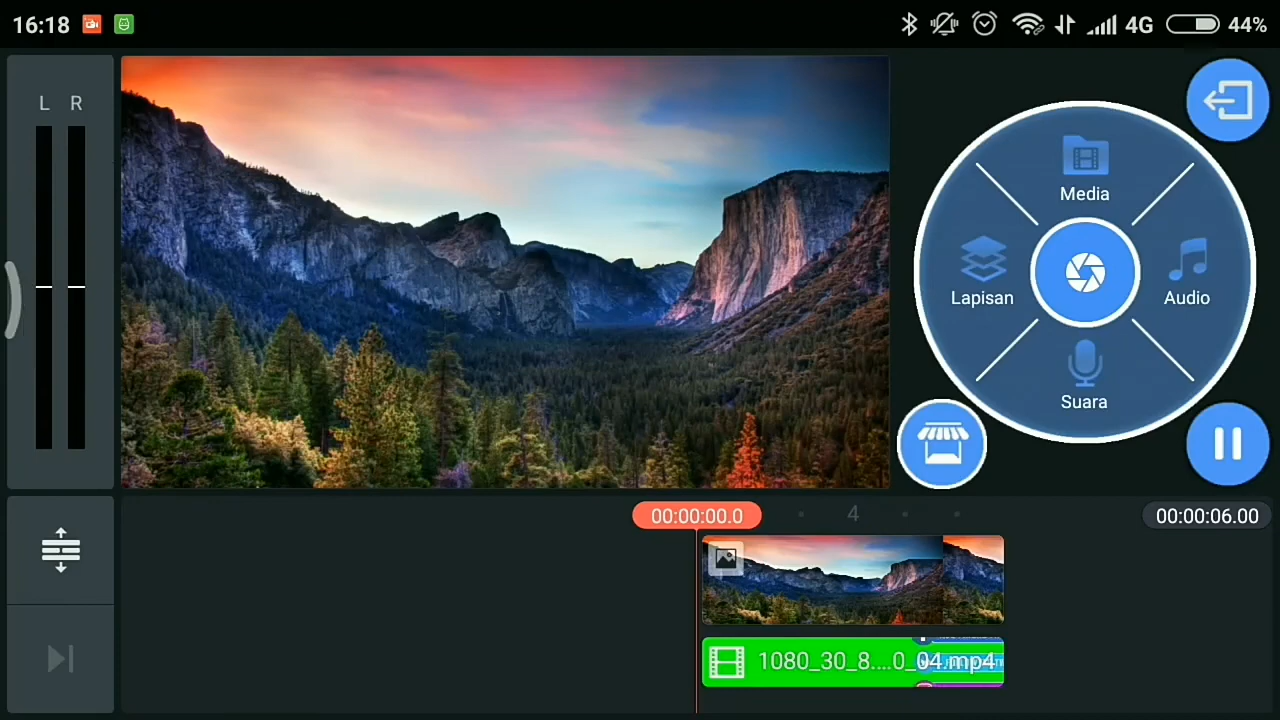 16:18
4G 44%
L R
Media
Lapisan
Audio
Suara
00:00:00.0
4
00:00:06.00
1080_30_8....0_04.mp4